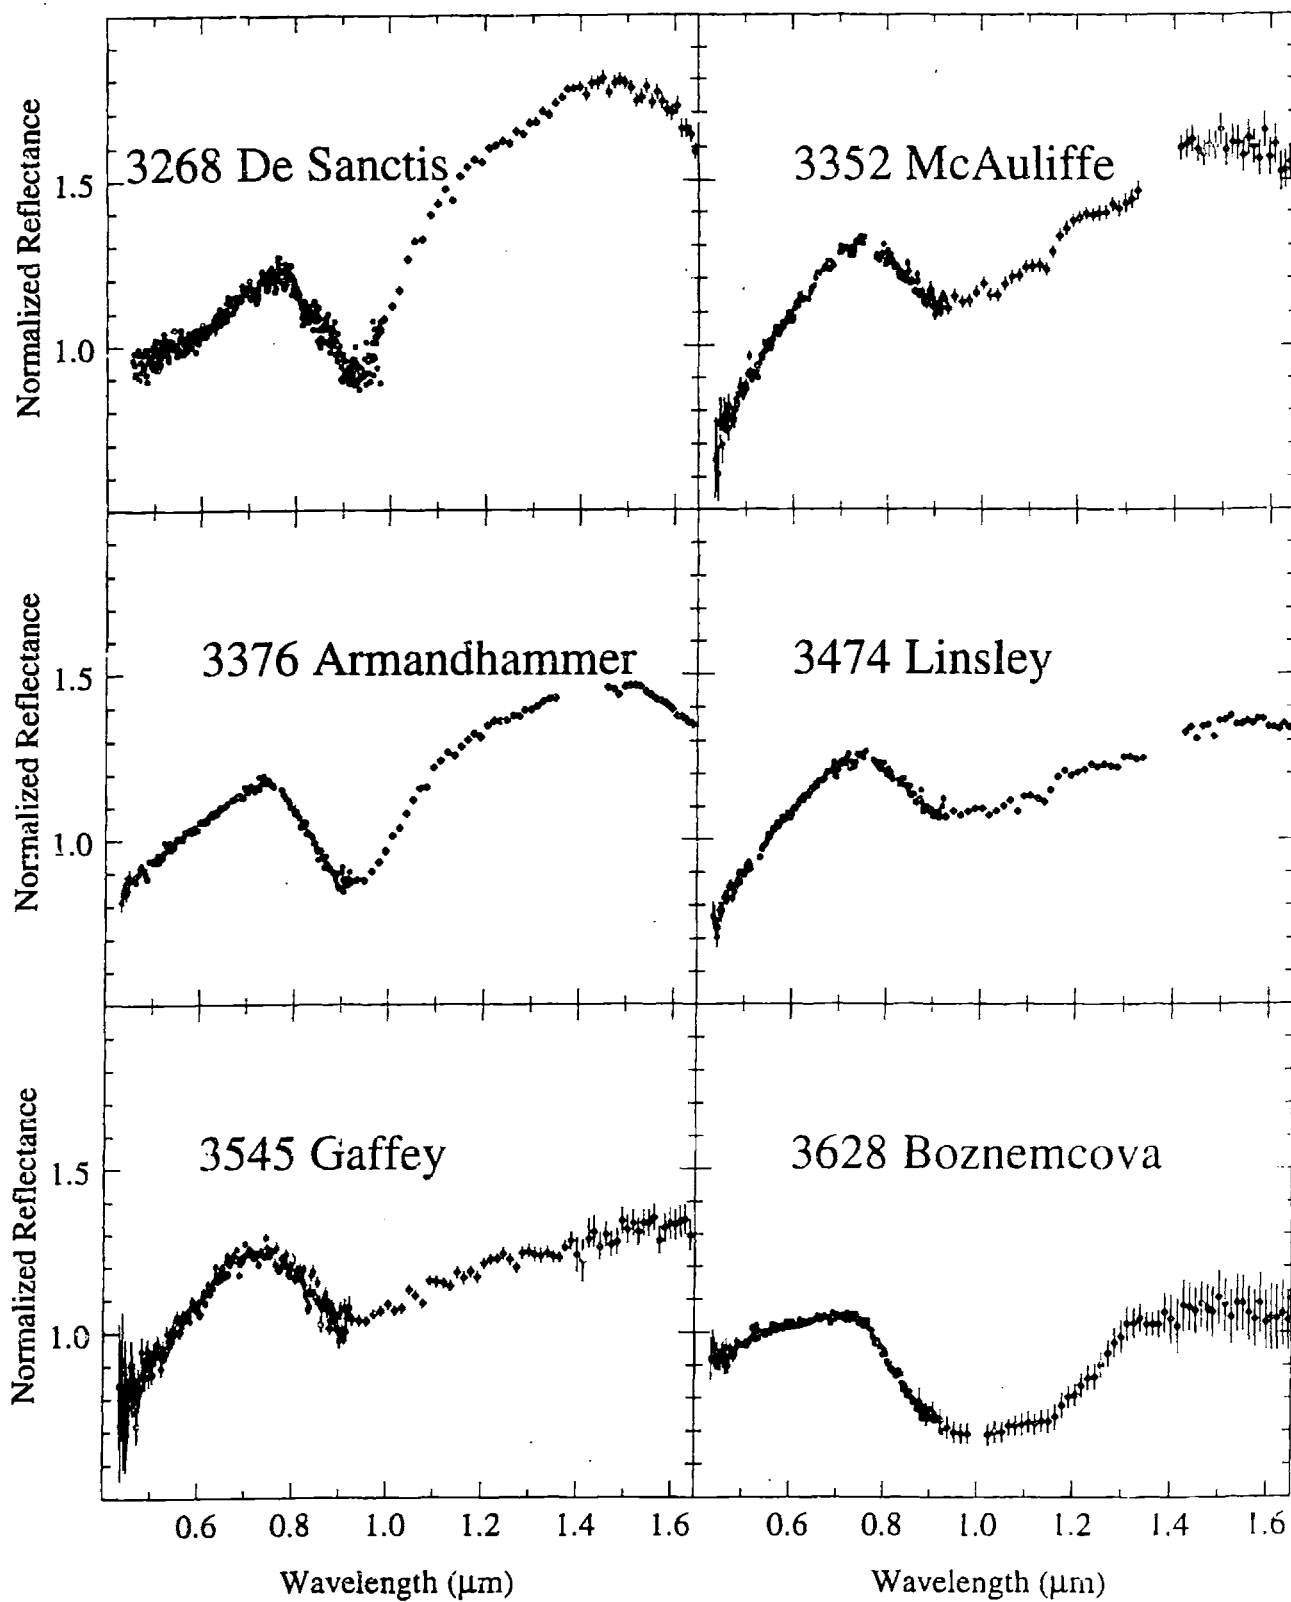 Normalized Reflectance
1.5
1.0
3268 De Sanctis
3352 McAuliffe
Normalized Reflectance
1.5
1.0
3376 Armandhammer
3474 Linsley
Normalized Reflectance
1.5
1.0
3545 Gaffey
3628 Boznemcova
0.6 0.8 1.0 1.2 1.4 1.6 0.6 0.8 1.0 1.2 1.4 1.6
Wavelength (μm) Wavelength (μm)